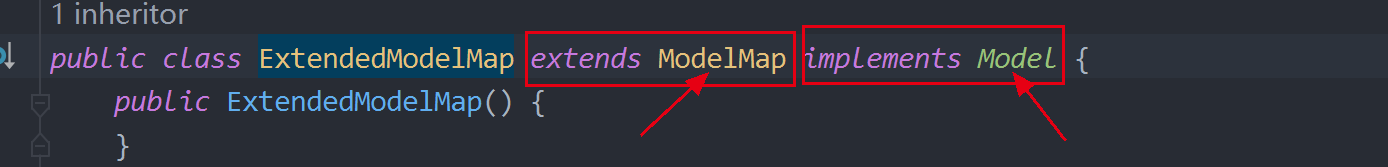 1 inheritor
public class ExtendedModelMap extends ModelMap implements Model {
public ExtendedModelMap() {
}